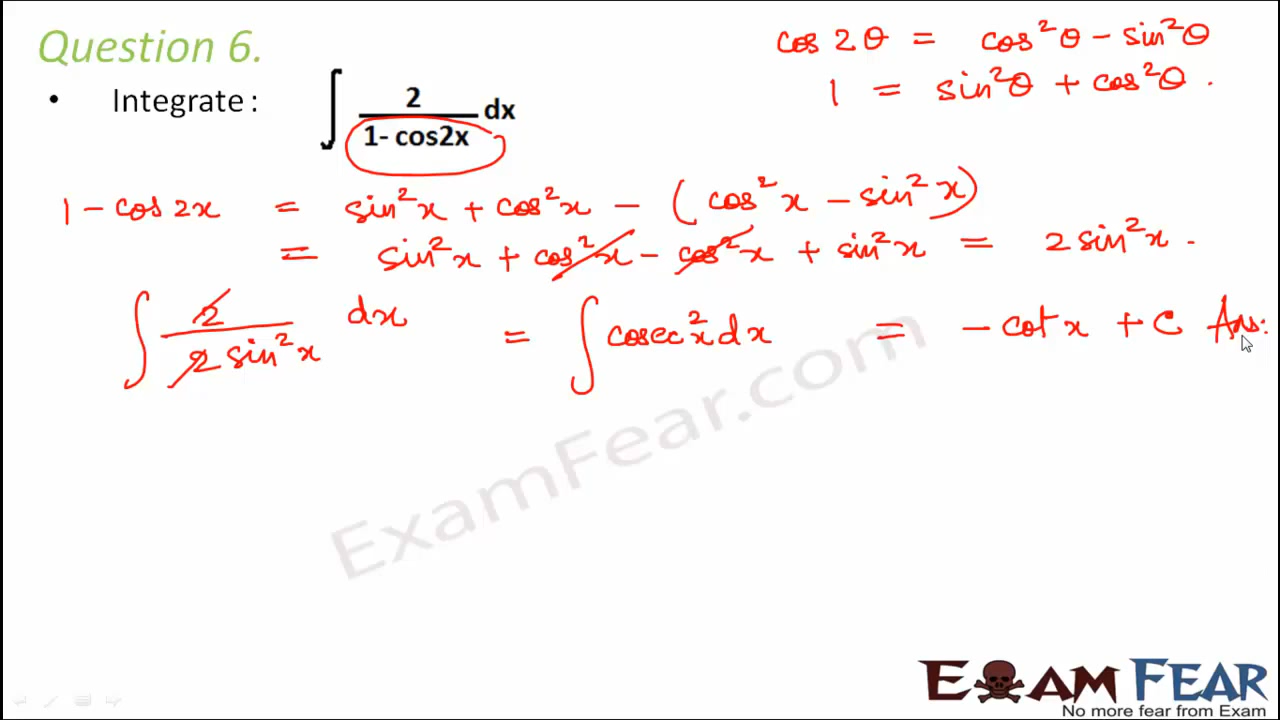 Question 6.
cos 2θ = cos²θ − sin²θ
1 = sin²θ + cos²θ .
• Integrate : ∫ 2 / (1- cos2x) dx
1 − cos 2x = sin²x + cos²x − (cos²x − sin²x)
= sin²x + cos²x − cos²x + sin²x = 2 sin²x .
∫ 2 / (2 sin²x) dx = ∫ cosec²x dx = − cot x + C Ans:
ExamFear.com
EXAM FEAR
No more fear from Exam